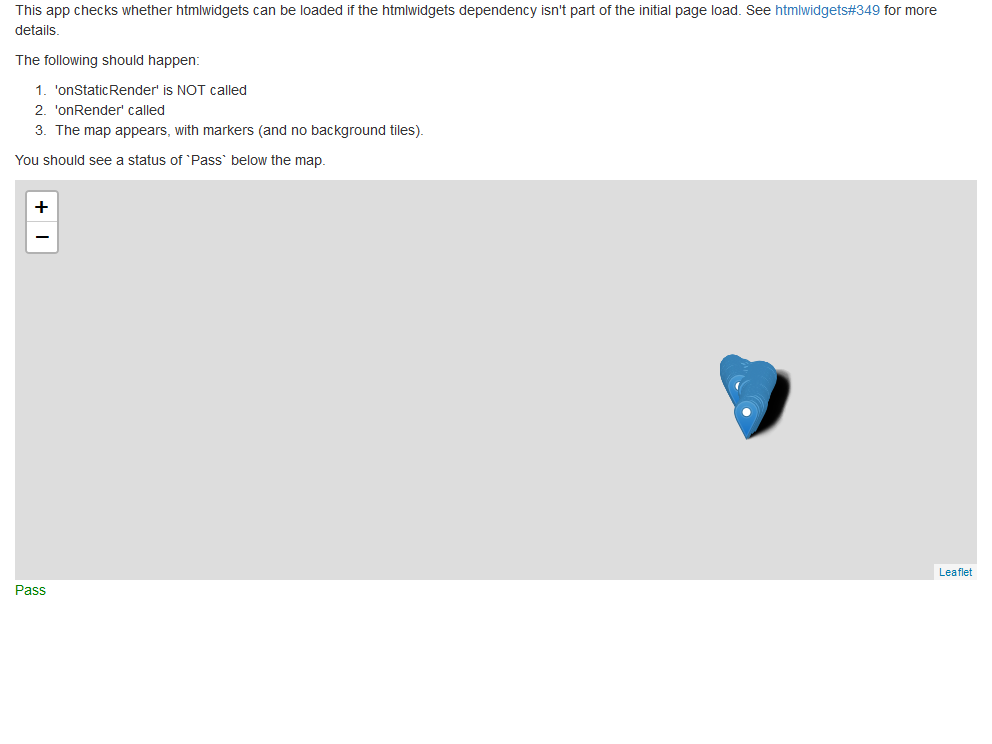 This app checks whether htmlwidgets can be loaded if the htmlwidgets dependency isn't part of the initial page load. See htmlwidgets#349 for more
details.
The following should happen:
1. 'onStaticRender' is NOT called
2. 'onRender' called
3. The map appears, with markers (and no background tiles).
You should see a status of `Pass` below the map.
+
−
Leaflet
Pass